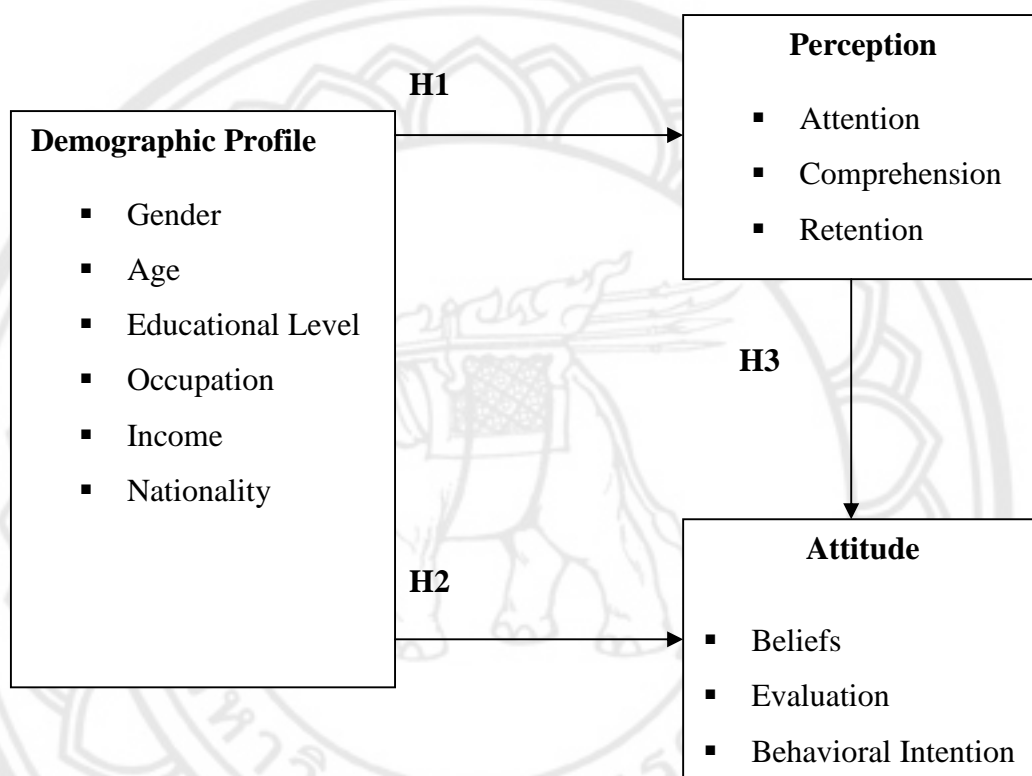 Demographic Profile
▪ Gender
▪ Age
▪ Educational Level
▪ Occupation
▪ Income
▪ Nationality
H1
Perception
▪ Attention
▪ Comprehension
▪ Retention
H3
H2
Attitude
▪ Beliefs
▪ Evaluation
▪ Behavioral Intention